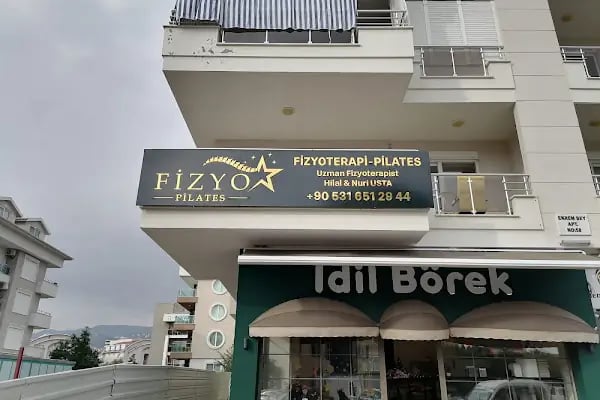 FİZYO
PİLATES
FİZYOTERAPİ-PİLATES
Uzman Fizyoterapist
Hilal & Nuri USTA
+90 531 651 29 44
İdil Börek